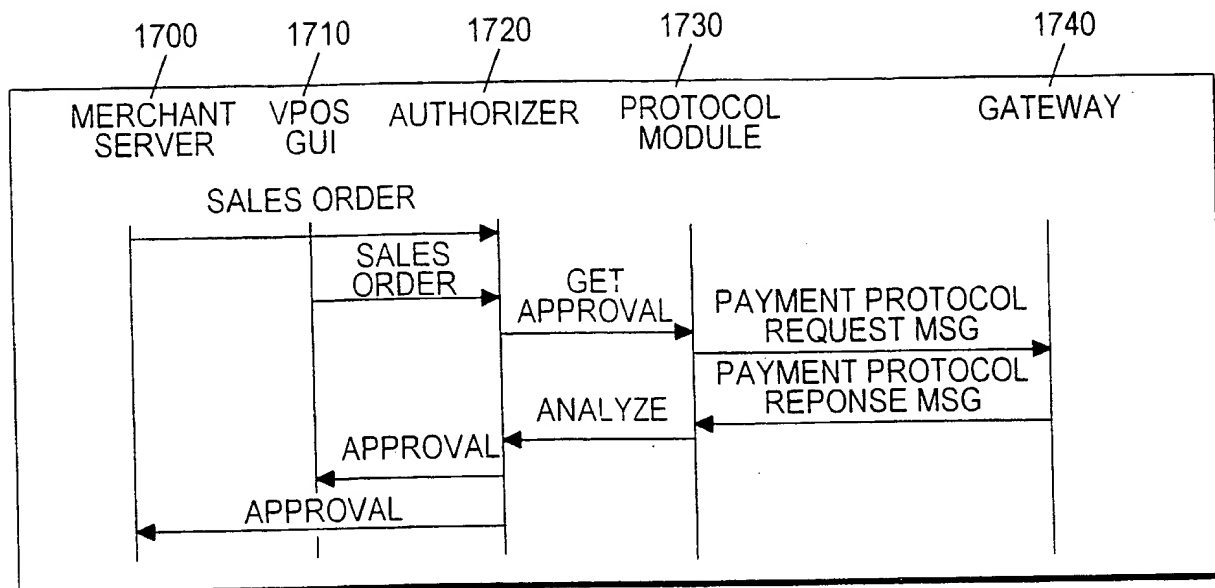 1700 1710 1720 1730 1740
MERCHANT SERVER
VPOS GUI
AUTHORIZER
PROTOCOL MODULE
GATEWAY
SALES ORDER
SALES
ORDER
GET
APPROVAL
PAYMENT PROTOCOL
REQUEST MSG
PAYMENT PROTOCOL
REPONSE MSG
ANALYZE
APPROVAL
APPROVAL